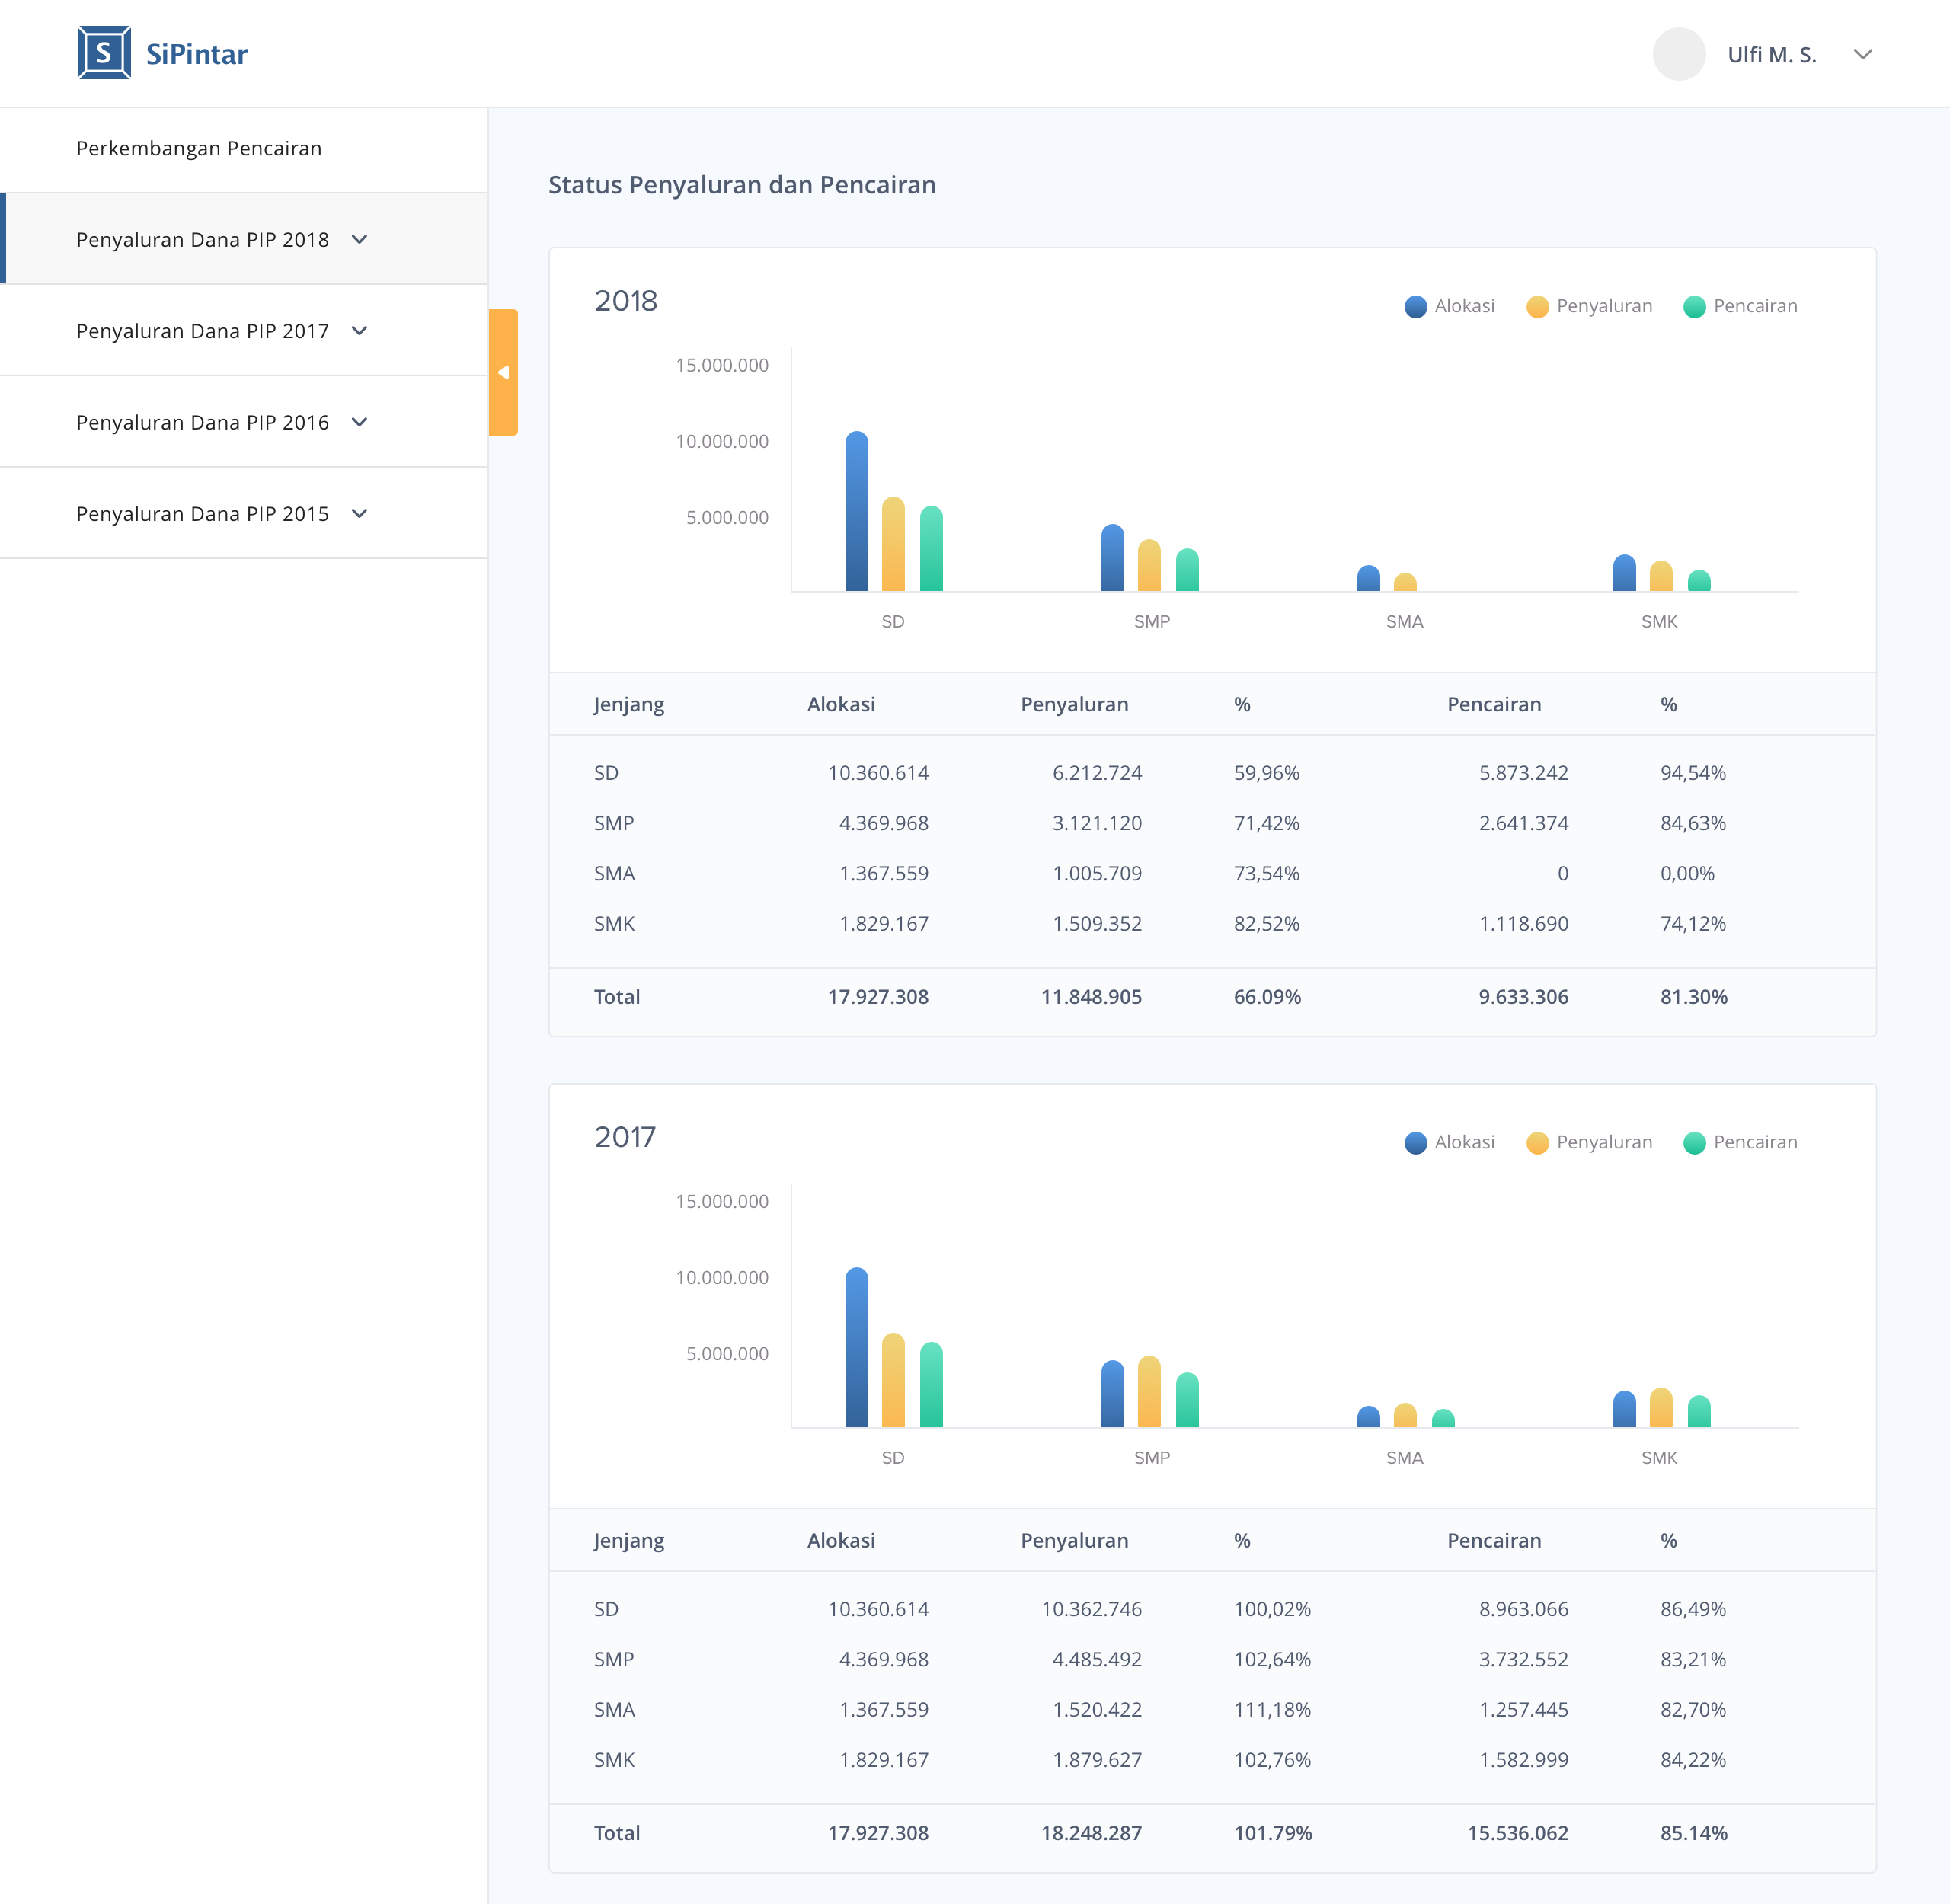 S SiPintar
Ulfi M. S.
Perkembangan Pencairan
Penyaluran Dana PIP 2018
Penyaluran Dana PIP 2017
Penyaluran Dana PIP 2016
Penyaluran Dana PIP 2015
Status Penyaluran dan Pencairan
2018
Alokasi Penyaluran Pencairan
15.000.000
10.000.000
5.000.000
SD SMP SMA SMK
Jenjang Alokasi Penyaluran % Pencairan %
SD 10.360.614 6.212.724 59,96% 5.873.242 94,54%
SMP 4.369.968 3.121.120 71,42% 2.641.374 84,63%
SMA 1.367.559 1.005.709 73,54% 0 0,00%
SMK 1.829.167 1.509.352 82,52% 1.118.690 74,12%
Total 17.927.308 11.848.905 66.09% 9.633.306 81.30%
2017
Alokasi Penyaluran Pencairan
15.000.000
10.000.000
5.000.000
SD SMP SMA SMK
Jenjang Alokasi Penyaluran % Pencairan %
SD 10.360.614 10.362.746 100,02% 8.963.066 86,49%
SMP 4.369.968 4.485.492 102,64% 3.732.552 83,21%
SMA 1.367.559 1.520.422 111,18% 1.257.445 82,70%
SMK 1.829.167 1.879.627 102,76% 1.582.999 84,22%
Total 17.927.308 18.248.287 101.79% 15.536.062 85.14%